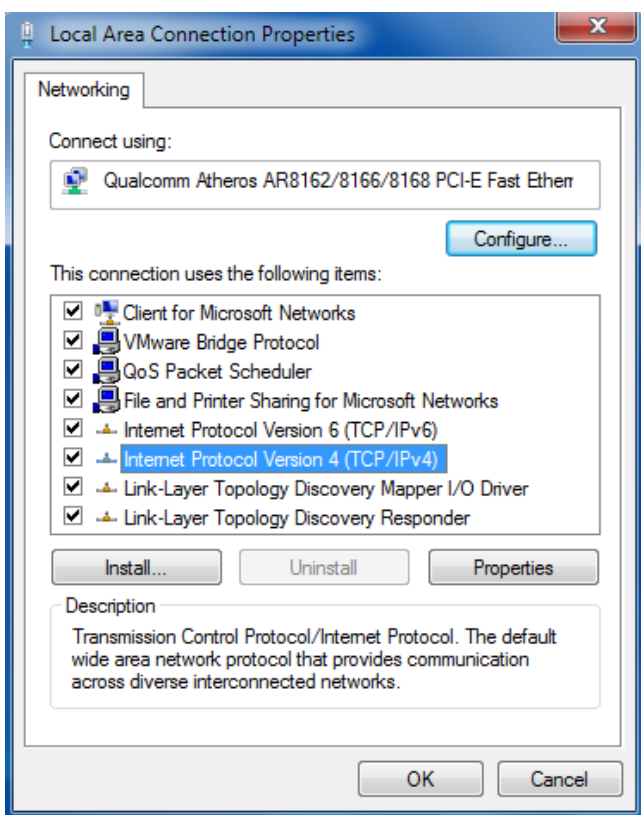 Local Area Connection Properties
Networking
Connect using:
Qualcomm Atheros AR8162/8166/8168 PCI-E Fast Ethern
Configure...
This connection uses the following items:
Client for Microsoft Networks
VMware Bridge Protocol
QoS Packet Scheduler
File and Printer Sharing for Microsoft Networks
Internet Protocol Version 6 (TCP/IPv6)
Internet Protocol Version 4 (TCP/IPv4)
Link-Layer Topology Discovery Mapper I/O Driver
Link-Layer Topology Discovery Responder
Install...
Uninstall
Properties
Description
Transmission Control Protocol/Internet Protocol. The default
wide area network protocol that provides communication
across diverse interconnected networks.
OK
Cancel